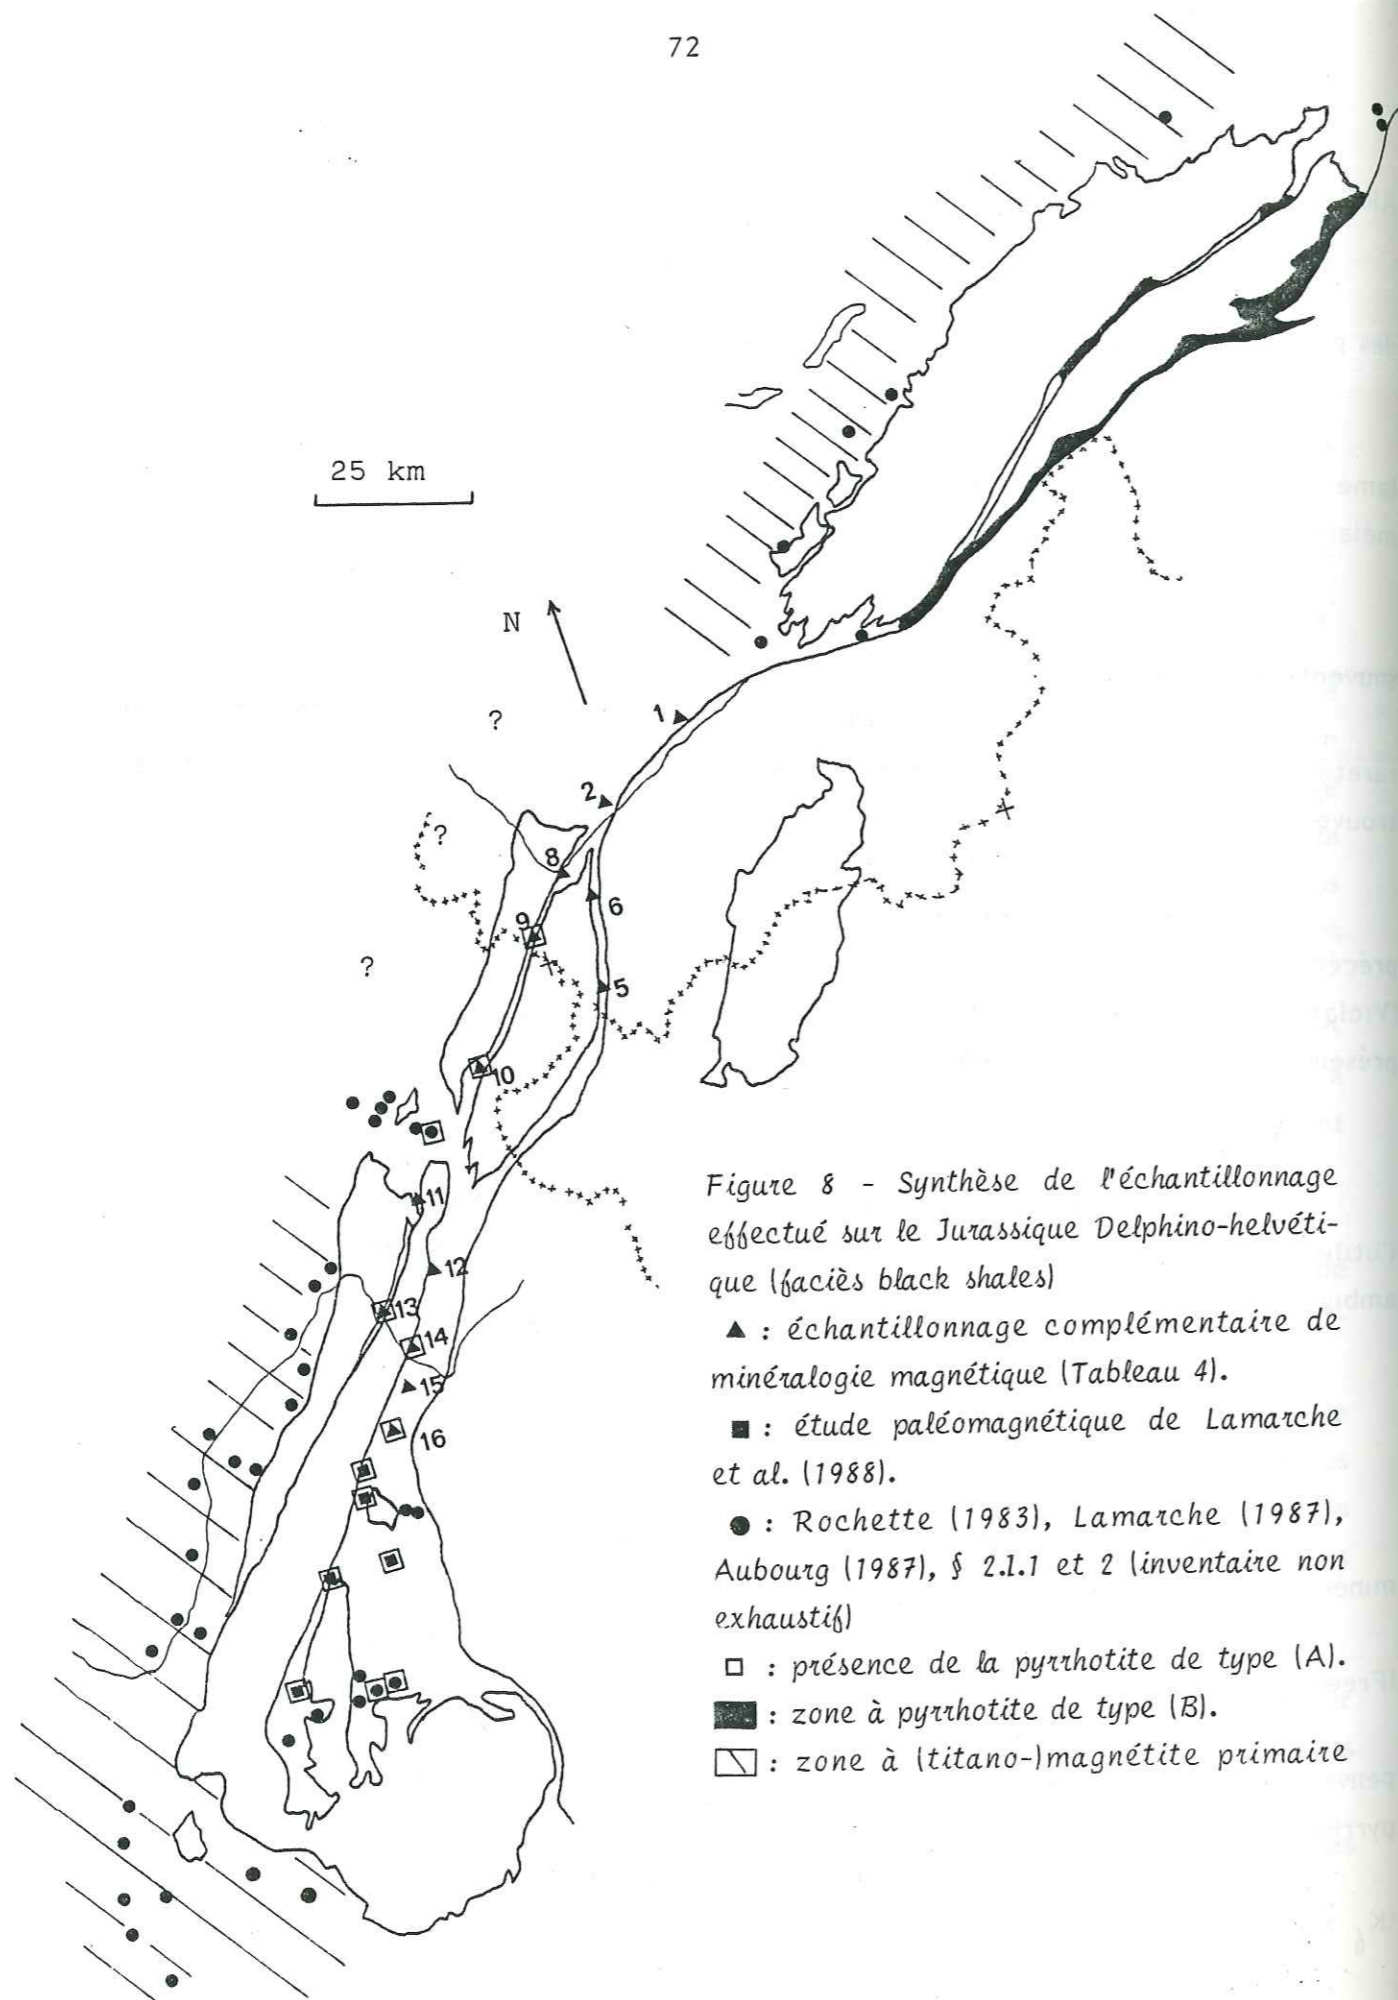 72
25 km
N
?
1
2
?
8
6
9
?
5
10
11
12
13
14
15
16
Figure 8 - Synthèse de l'échantillonnage
effectué sur le Jurassique Delphino-helvéti-
que (faciès black shales)
▲ : échantillonnage complémentaire de
minéralogie magnétique (Tableau 4).
■ : étude paléomagnétique de Lamarche
et al. (1988).
● : Rochette (1983), Lamarche (1987),
Aubourg (1987), § 2.1.1 et 2 (inventaire non
exhaustif)
□ : présence de la pyrrhotite de type (A).
: zone à pyrrhotite de type (B).
: zone à (titano-)magnétite primaire